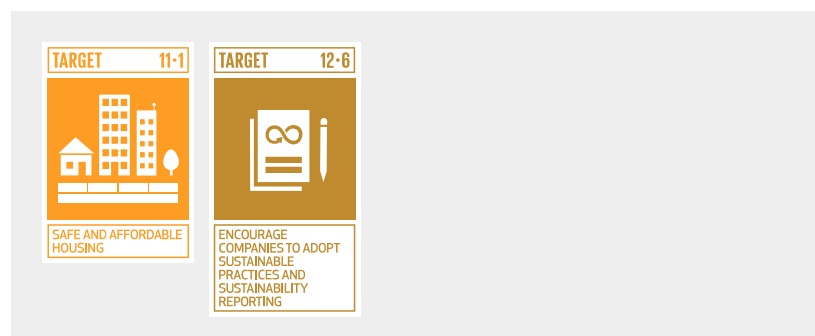 TARGET 11·1
SAFE AND AFFORDABLE
HOUSING
TARGET 12·6
ENCOURAGE
COMPANIES TO ADOPT
SUSTAINABLE
PRACTICES AND
SUSTAINABILITY
REPORTING